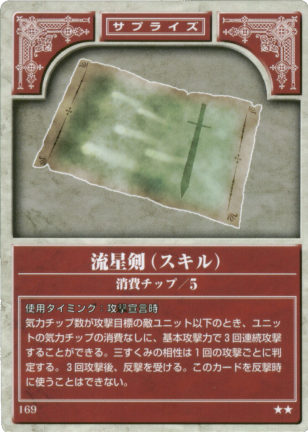 サプライズ
流星剣(スキル)
消費チップ/5
使用タイミング:攻撃宣言時
気力チップ数が攻撃目標の敵ユニット以下のとき、ユニッ
トの気力チップの消費なしに、基本攻撃力で3回連続攻撃
することができる。三すくみの相性は1回の攻撃ごとに判
定する。3回攻撃後、反撃を受ける。このカードを反撃時
に使うことはできない。
169
★★